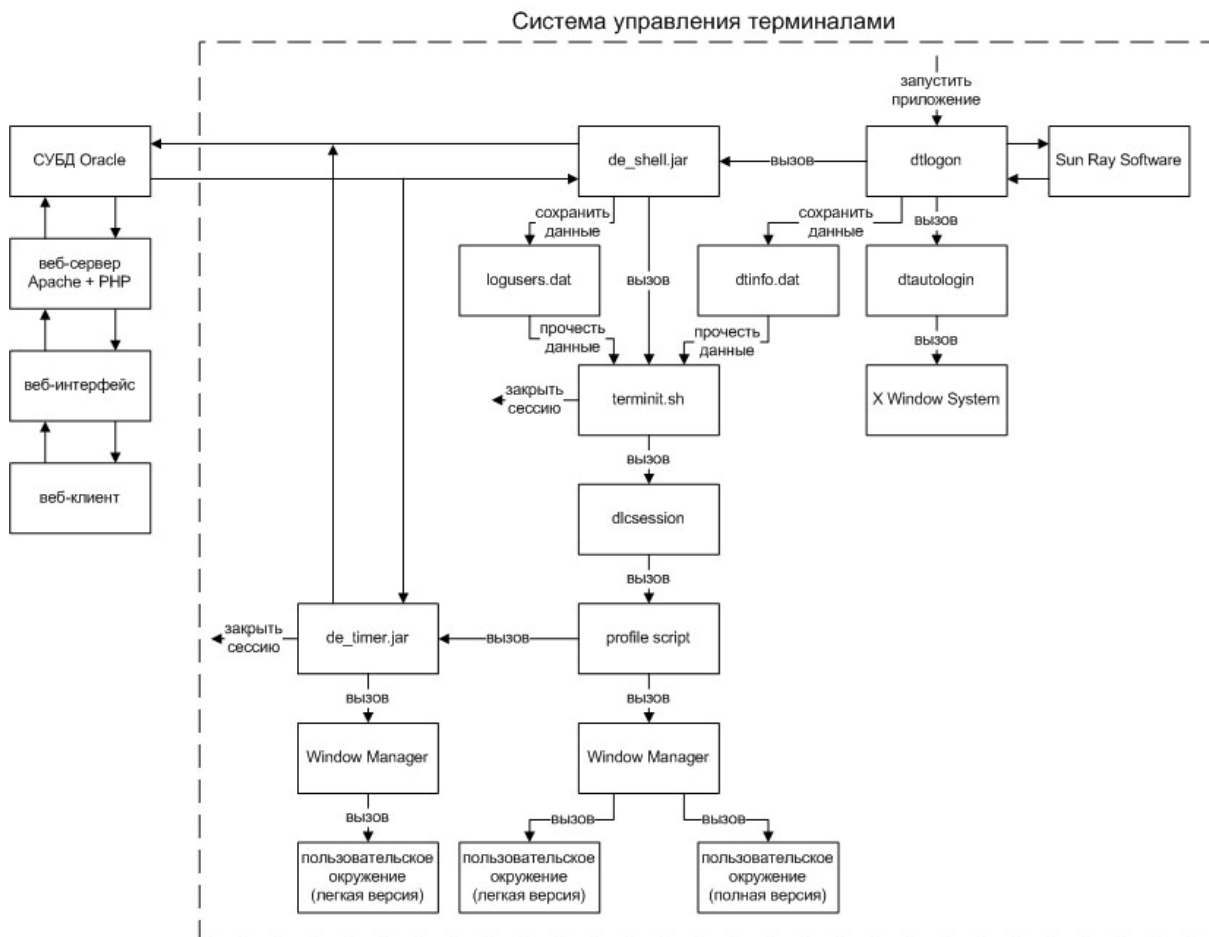 Система управления терминалами
запустить
приложение
СУБД Oracle
de_shell.jar
вызов
dtlogon
Sun Ray Software
сохранить
данные
сохранить
данные
вызов
веб-сервер
Apache + PHP
logusers.dat
вызов
dtinfo.dat
dtautologin
прочесть
данные
прочесть
данные
вызов
веб-интерфейс
закрыть
сессию
terminit.sh
X Window System
вызов
веб-клиент
dlcsession
вызов
закрыть
сессию
de_timer.jar
вызов
profile script
вызов
вызов
Window Manager
Window Manager
вызов
вызов
вызов
пользовательское
окружение
(легкая версия)
пользовательское
окружение
(легкая версия)
пользовательское
окружение
(полная версия)